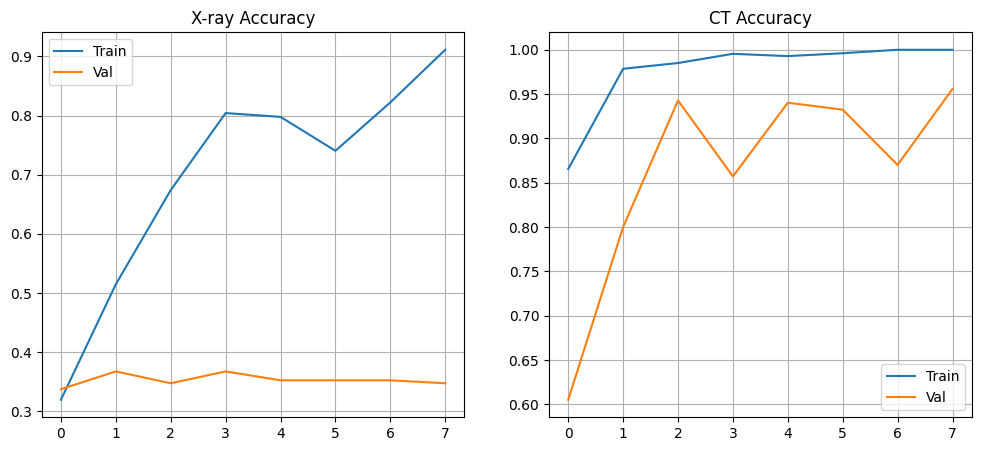 X-ray Accuracy
Train
Val
0.9
0.8
0.7
0.6
0.5
0.4
0.3
0 1 2 3 4 5 6 7
CT Accuracy
1.00
0.95
0.90
0.85
0.80
0.75
0.70
0.65
0.60
Train
Val
0 1 2 3 4 5 6 7